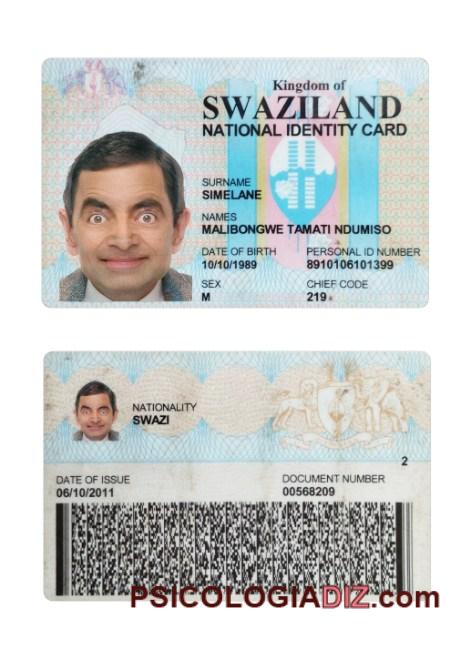 Kingdom of
SWAZILAND
NATIONAL IDENTITY CARD
SURNAME
SIMELANE
NAMES
MALIBONGWE TAMATI NDUMISO
DATE OF BIRTH PERSONAL ID NUMBER
10/10/1989 8910106101399
SEX CHIEF CODE
M 219
NATIONALITY
SWAZI
2
DATE OF ISSUE DOCUMENT NUMBER
06/10/2011 00568209
PSICOLOGIADIZ.com